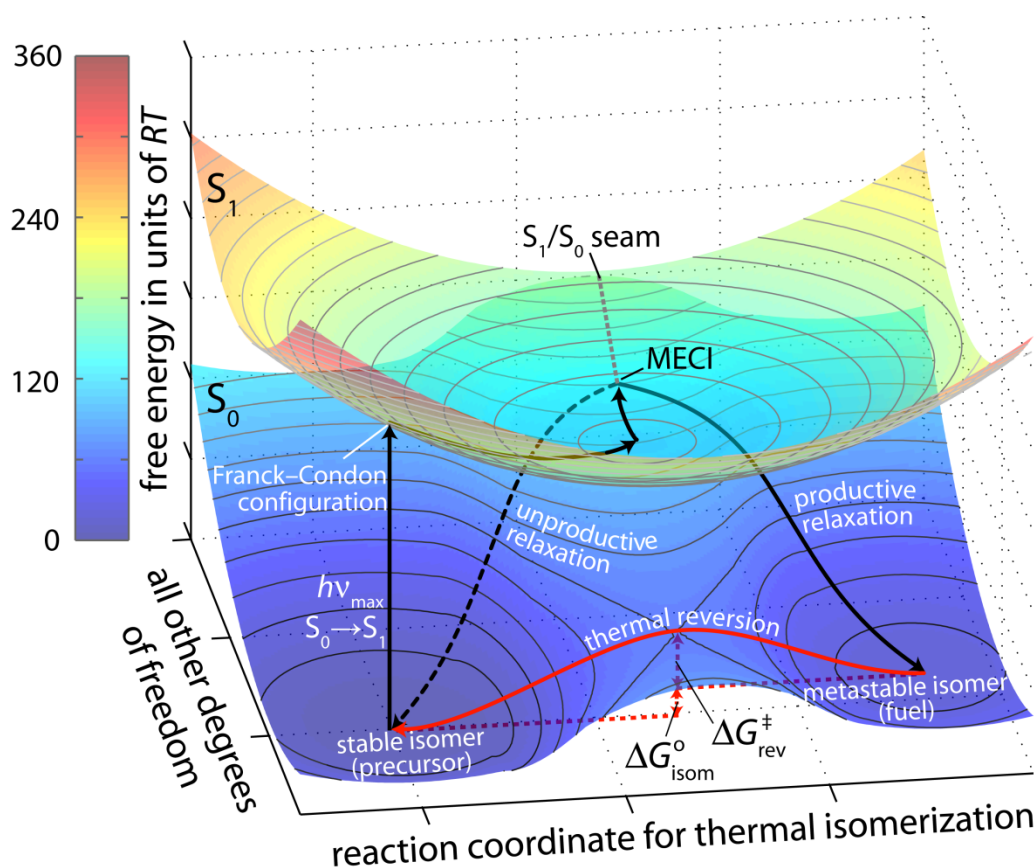 360
240
120
0
free energy in units of RT
S1
S1/S0 seam
MECI
S0
Franck–Condon
configuration
unproductive
relaxation
productive
relaxation
hνmax
S0→S1
thermal reversion
stable isomer
(precursor)
metastable isomer
(fuel)
ΔG°isom
ΔG‡rev
all other degrees
of freedom
reaction coordinate for thermal isomerization